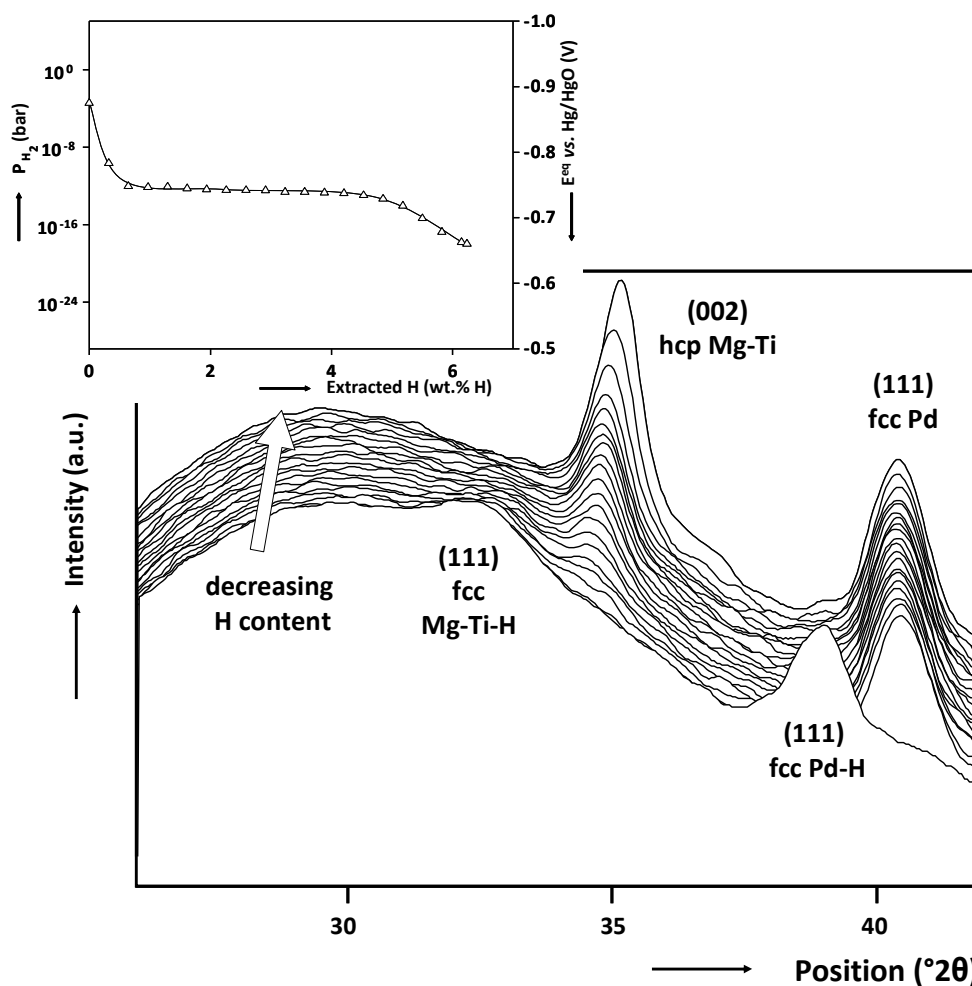 -1.0
10⁰
-0.9
10⁻⁸
-0.8
10⁻¹⁶
-0.7
10⁻²⁴
-0.6
-0.5
P_H₂ (bar)
E^eq vs. Hg/HgO (V)
0 2 4 6
Extracted H (wt.% H)
(002)
hcp Mg-Ti
(111)
fcc Pd
decreasing
H content
(111)
fcc
Mg-Ti-H
(111)
fcc Pd-H
Intensity (a.u.)
30 35 40
Position (°2θ)